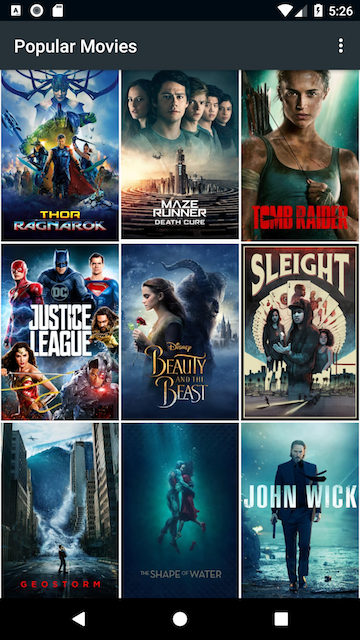 5:26
Popular Movies
THOR
RAGNAROK
MAZE
RUNNER
DEATH CURE
TOMB RAIDER
DC
JUSTICE
LEAGUE
Disney
BEAUTY
AND THE
BEAST
SLEIGHT
GEOSTORM
THE SHAPE OF WATER
JOHN WICK